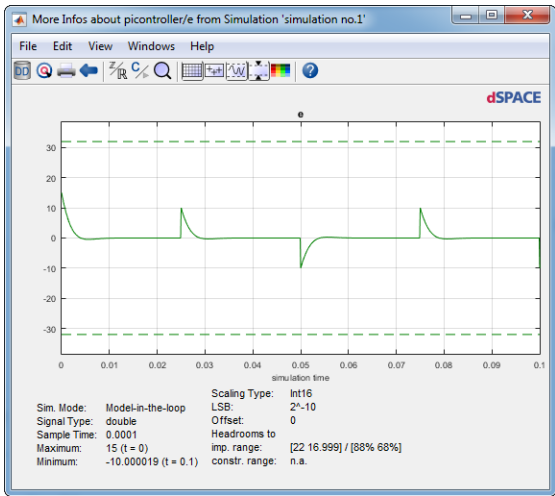 More Infos about picontroller/e from Simulation 'simulation no.1'
File Edit View Windows Help
dSPACE
e
30
20
10
0
-10
-20
-30
0 0.01 0.02 0.03 0.04 0.05 0.06 0.07 0.08 0.09 0.1
simulation time
Scaling Type: Int16
Sim. Mode: Model-in-the-loop LSB: 2^-10
Signal Type: double Offset: 0
Sample Time: 0.0001 Headrooms to
Maximum: 15 (t = 0) imp. range: [22 16.999] / [88% 68%]
Minimum: -10.000019 (t = 0.1) constr. range: n.a.